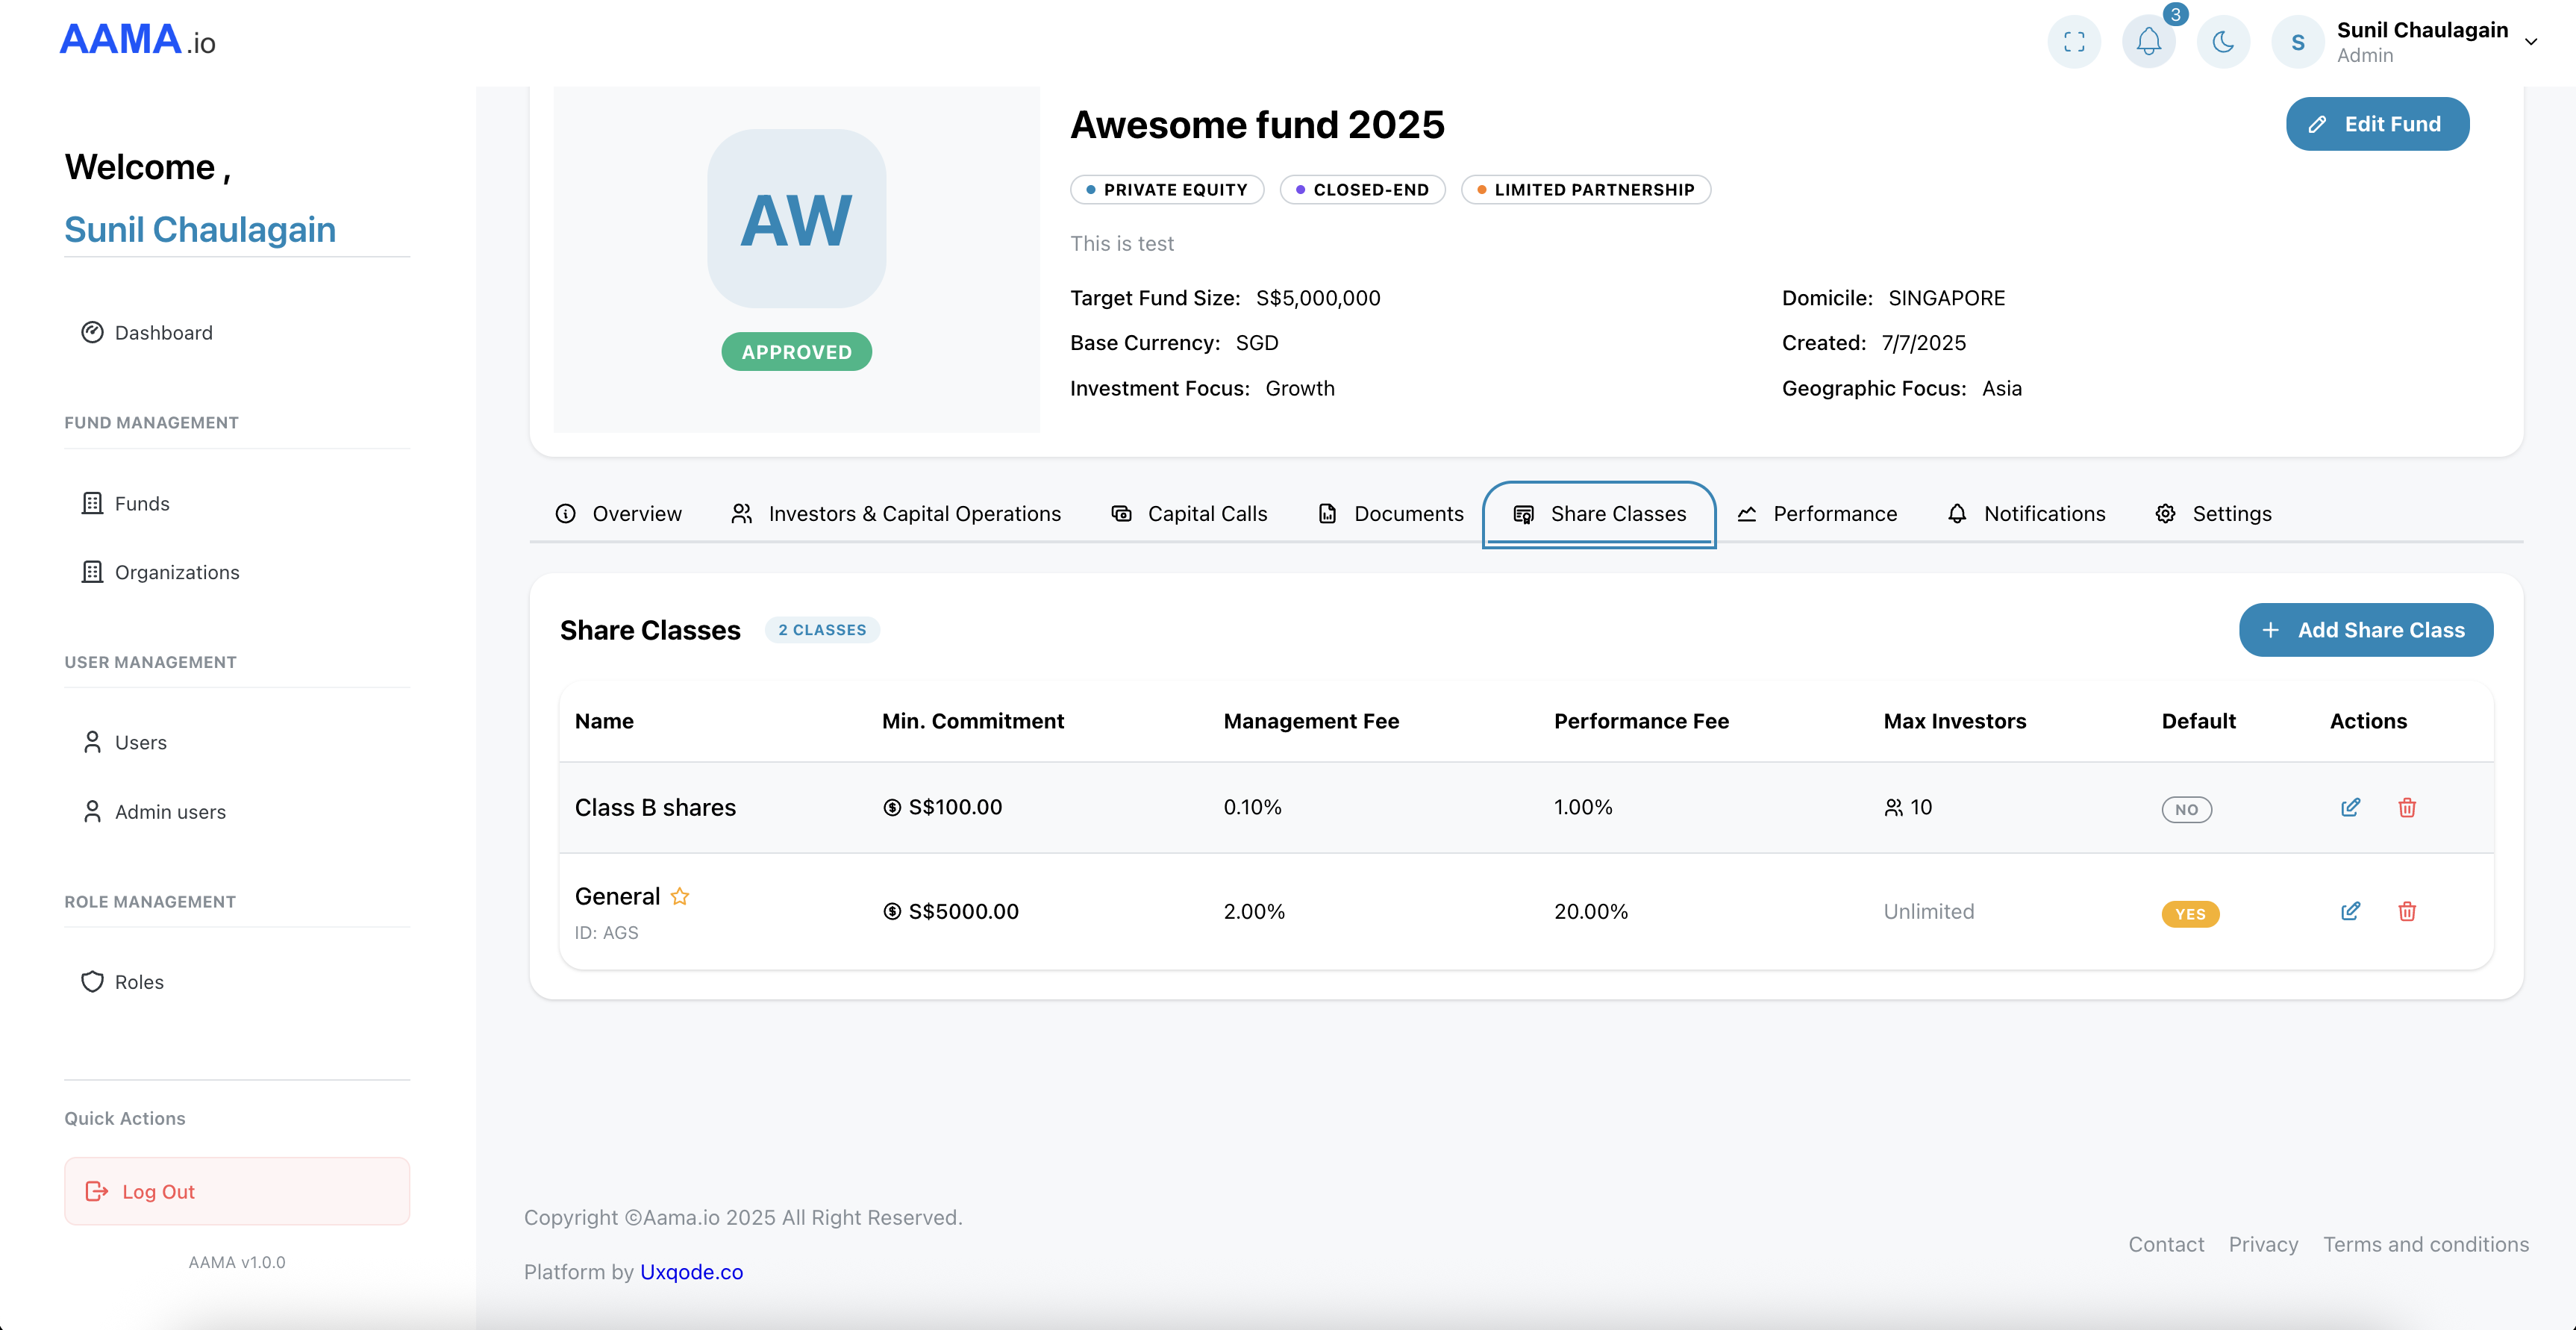 AAMA.io
3
S
Sunil Chaulagain
Admin
Welcome ,
Sunil Chaulagain
Dashboard
FUND MANAGEMENT
Funds
Organizations
USER MANAGEMENT
Users
Admin users
ROLE MANAGEMENT
Roles
Quick Actions
Log Out
AAMA v1.0.0
AW
APPROVED
Awesome fund 2025
Edit Fund
PRIVATE EQUITY CLOSED-END LIMITED PARTNERSHIP
This is test
Target Fund Size: S$5,000,000 Domicile: SINGAPORE
Base Currency: SGD Created: 7/7/2025
Investment Focus: Growth Geographic Focus: Asia
Overview Investors & Capital Operations Capital Calls Documents Share Classes Performance Notifications Settings
Share Classes 2 CLASSES + Add Share Class
Name Min. Commitment Management Fee Performance Fee Max Investors Default Actions
Class B shares S$100.00 0.10% 1.00% 10 NO
General S$5000.00 2.00% 20.00% Unlimited YES
ID: AGS
Copyright ©Aama.io 2025 All Right Reserved.
Platform by Uxqode.co
Contact Privacy Terms and conditions